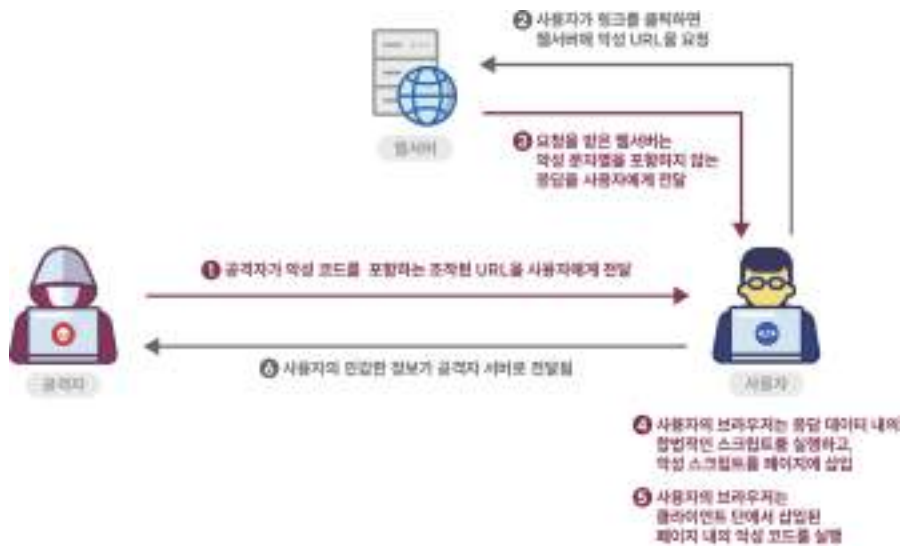 ❷ 사용자가 링크를 클릭하면
웹서버에 악성 URL을 요청
웹서버
❸ 요청을 받은 웹서버는
악성 문자열을 포함하지 않는
응답을 사용자에게 전달
❶ 공격자가 악성 코드를 포함하는 조작된 URL을 사용자에게 전달
❻ 사용자의 민감한 정보가 공격자 서버로 전달됨
공격자
사용자
❹ 사용자의 브라우저는 응답 데이터 내의
합법적인 스크립트를 실행하고,
악성 스크립트를 페이지에 삽입
❺ 사용자의 브라우저는
클라이언트 단에서 삽입된
페이지 내의 악성 코드를 실행